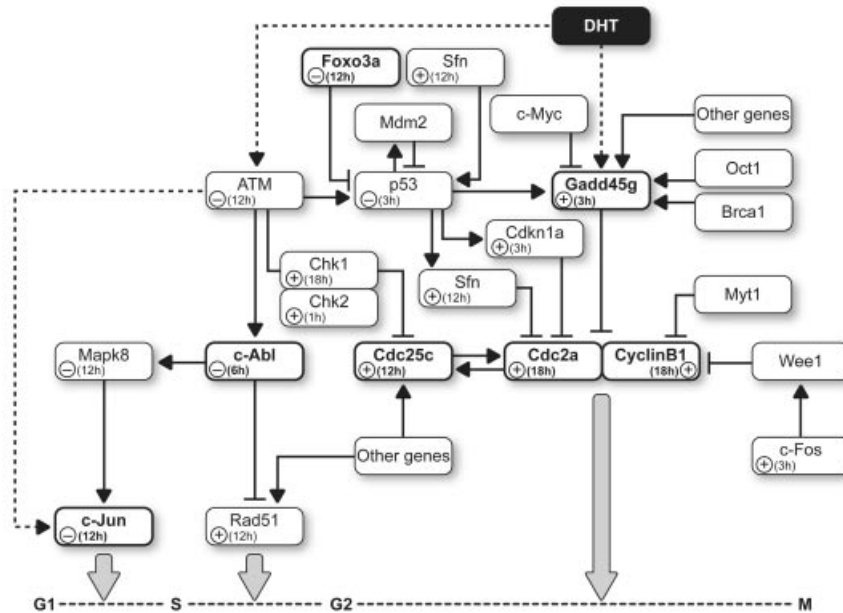 DHT
Foxo3a
⊖(12h)
Sfn
⊕(12h)
Mdm2
c-Myc
Other genes
ATM
⊖(12h)
p53
⊖(3h)
Gadd45g
⊕(3h)
Oct1
Brca1
Cdkn1a
⊕(3h)
Chk1
⊕(18h)
Chk2
⊕(1h)
Sfn
⊕(12h)
Myt1
Mapk8
⊖(12h)
c-Abl
⊖(6h)
Cdc25c
⊕(12h)
Cdc2a
⊕(18h)
CyclinB1
(18h)⊕
Wee1
Other genes
c-Fos
⊕(3h)
c-Jun
⊖(12h)
Rad51
⊕(12h)
G1 S G2 M